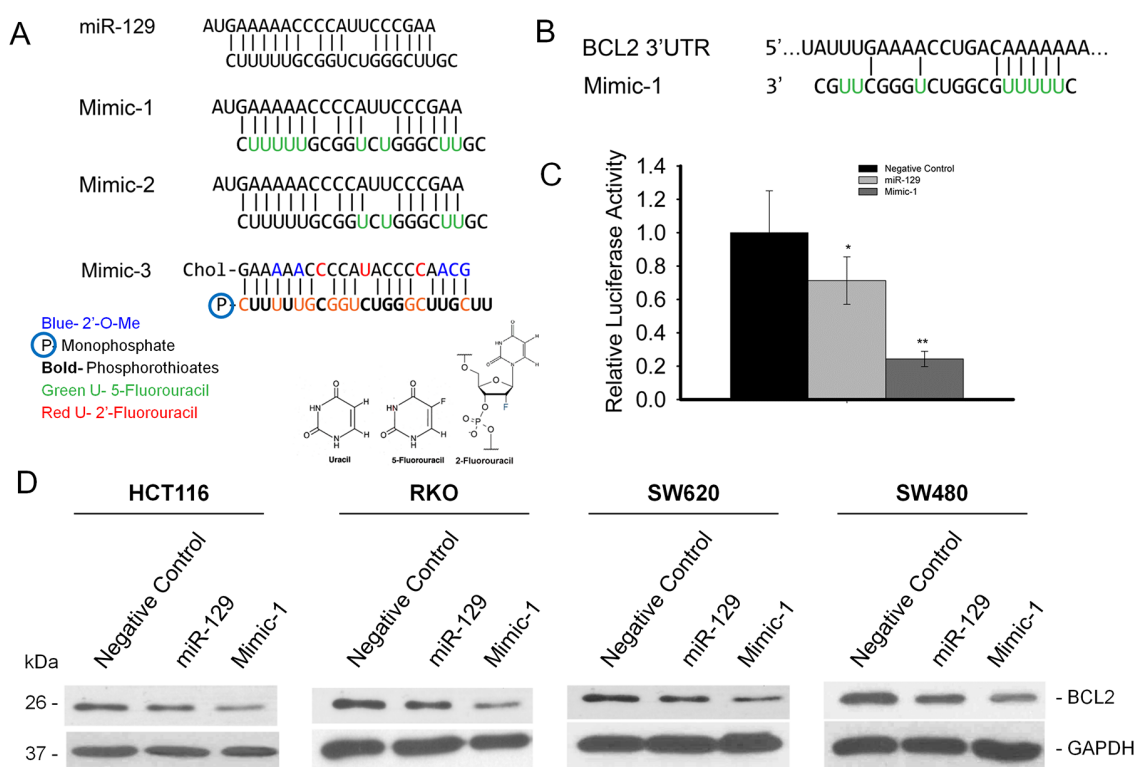 A
miR-129
AUGAAAAACCCCAUUCCCGAA
CUUUUUGCGGUCUGGGCUUGC
Mimic-1
AUGAAAAACCCCAUUCCCGAA
CUUUUUGCGGUCUGGGCUUGC
Mimic-2
AUGAAAAACCCCAUUCCCGAA
CUUUUUGCGGUCUGGGCUUGC
Mimic-3
Chol-GAAAAACCCCAUACCCCAACG
P-CUUUUUGCGGUCUGGGCUUGCUU
Blue- 2'-O-Me
P- Monophosphate
Bold- Phosphorothioates
Green U- 5-Fluorouracil
Red U- 2'-Fluorouracil
O
H
HN
O
N
H
H
Uracil
O
F
HN
O
N
H
H
5-Fluorouracil
O
H
HN
O
N
H
O
O
O
F
O
P
O-
O
2-Fluorouracil
B
BCL2 3'UTR 5'...UAUUUGAAAACCUGACAAAAAAA...
Mimic-1 3' CGUUCGGGUCUGGCGUUUUUC
C
Relative Luciferase Activity
1.4
1.2
1.0
0.8
0.6
0.4
0.2
0.0
Negative Control
miR-129
Mimic-1
*
**
D
HCT116 RKO SW620 SW480
Negative Control miR-129 Mimic-1 Negative Control miR-129 Mimic-1 Negative Control miR-129 Mimic-1 Negative Control miR-129 Mimic-1
kDa
26 - - BCL2
37 - - GAPDH